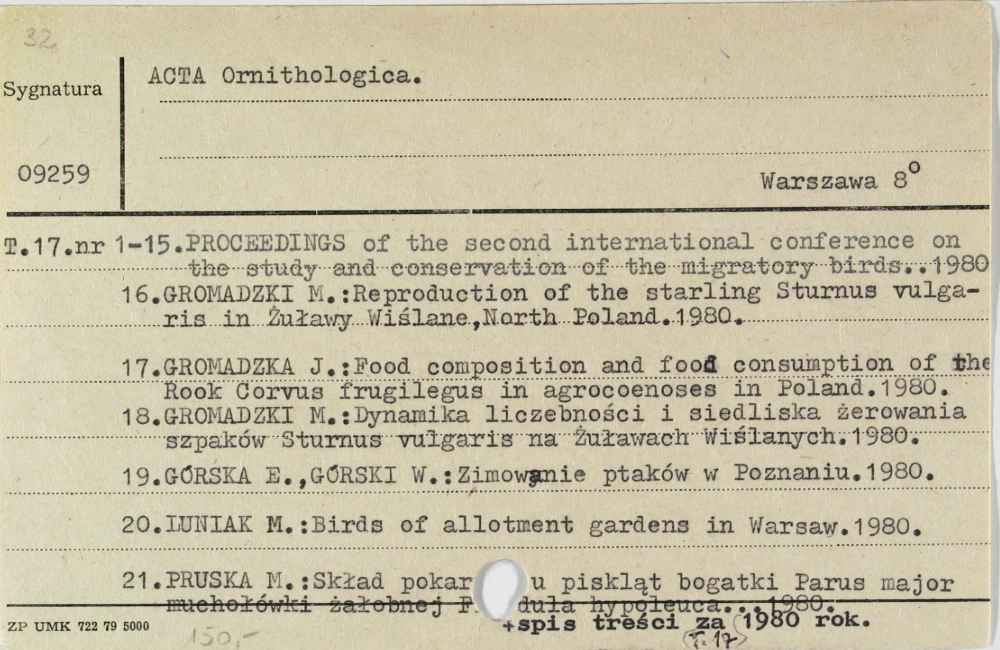 32
ACTA Ornithologica.
Sygnatura
09259
Warszawa 8°
T.17.nr 1-15.PROCEEDINGS of the second international conference on
the study and conservation of the migratory birds..1980
16.GROMADZKI M.:Reproduction of the starling Sturnus vulga-
ris in Żuławy Wiślane,North Poland.1980.
17.GROMADZKA J.:Food composition and food consumption of the
Rook Corvus frugilegus in agrocoenoses in Poland.1980.
18.GROMADZKI M.:Dynamika liczebności i siedliska żerowania
szpaków Sturnus vulgaris na Żuławach Wiślanych.1980.
19.GÓRSKA E.,GÓRSKI W.:Zimowanie ptaków w Poznaniu.1980.
20.LUNIAK M.:Birds of allotment gardens in Warsaw.1980.
21.PRUSKA M.:Skład pokar u piskląt bogatki Parus major
muchołówki żałobnej F. dula hypoleuca...1980.
+spis treści za 1980 rok.
(T.17)
ZP UMK 722 79 5000
150,-